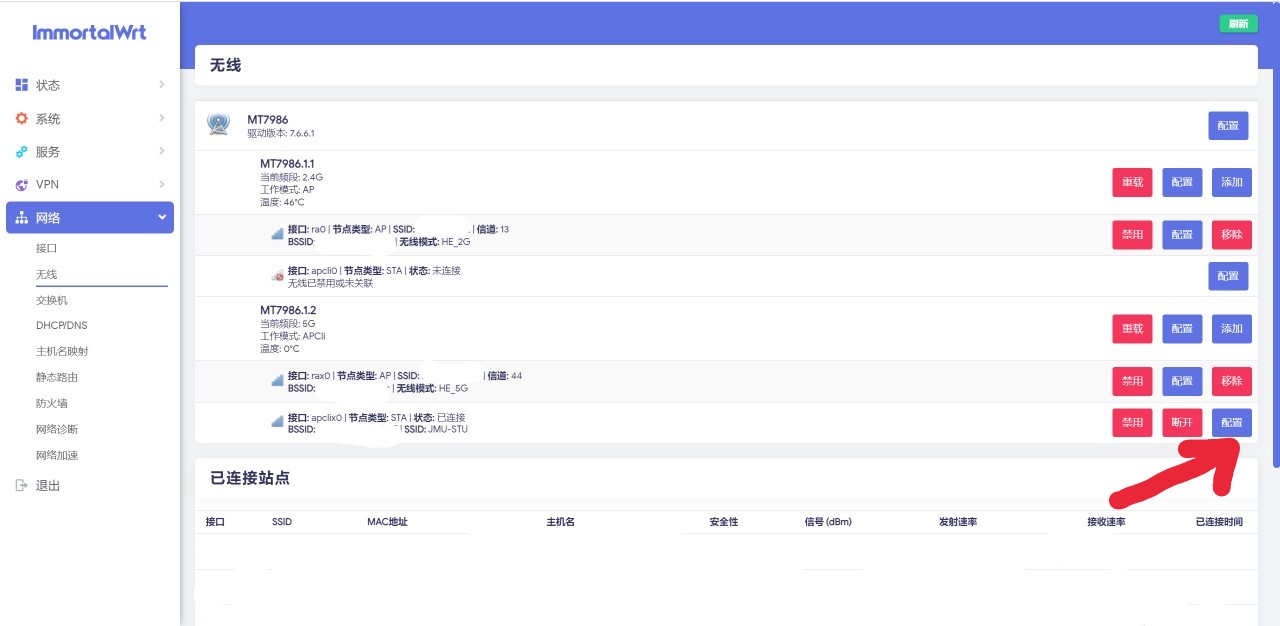 ImmortalWrt
状态
系统
服务
VPN
网络
接口
无线
交换机
DHCP/DNS
主机名映射
静态路由
防火墙
网络诊断
网络加速
退出
刷新
无线
MT7986
驱动版本: 7.6.6.1
配置
MT7986.1.1
当前频段: 2.4G
工作模式: AP
温度: 46°C
重载 配置 添加
接口: ra0 | 节点类型: AP | SSID: | 信道: 13
BSSID: | 无线模式: HE_2G
禁用 配置 移除
接口: apcli0 | 节点类型: STA | 状态: 未连接
无线已禁用或未关联
配置
MT7986.1.2
当前频段: 5G
工作模式: APCli
温度: 0°C
重载 配置 添加
接口: rax0 | 节点类型: AP | SSID: | 信道: 44
BSSID: | 无线模式: HE_5G
禁用 配置 移除
接口: apclix0 | 节点类型: STA | 状态: 已连接
BSSID: | SSID: JMU-STU
禁用 断开 配置
已连接站点
接口 SSID MAC地址 主机名 安全性 信号 (dBm) 发射速率 接收速率 已连接时间